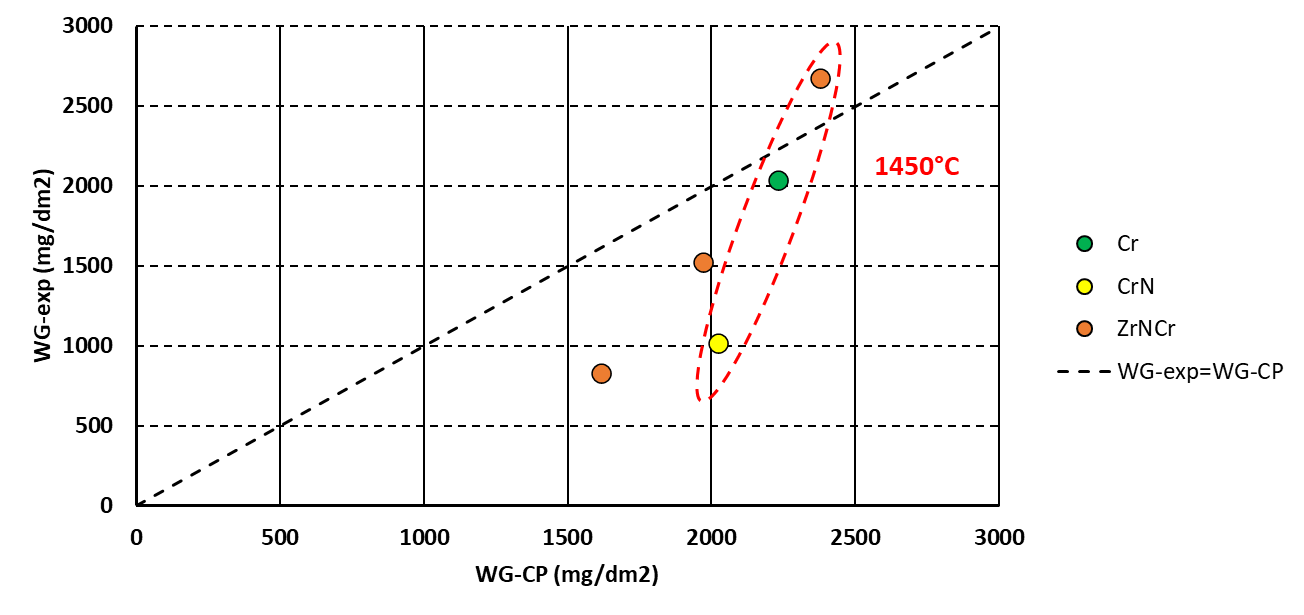 3000
2500
2000
1500
1000
500
0
WG-exp (mg/dm2)
1450°C
0 500 1000 1500 2000 2500 3000
WG-CP (mg/dm2)
Cr
CrN
ZrNCr
WG-exp=WG-CP